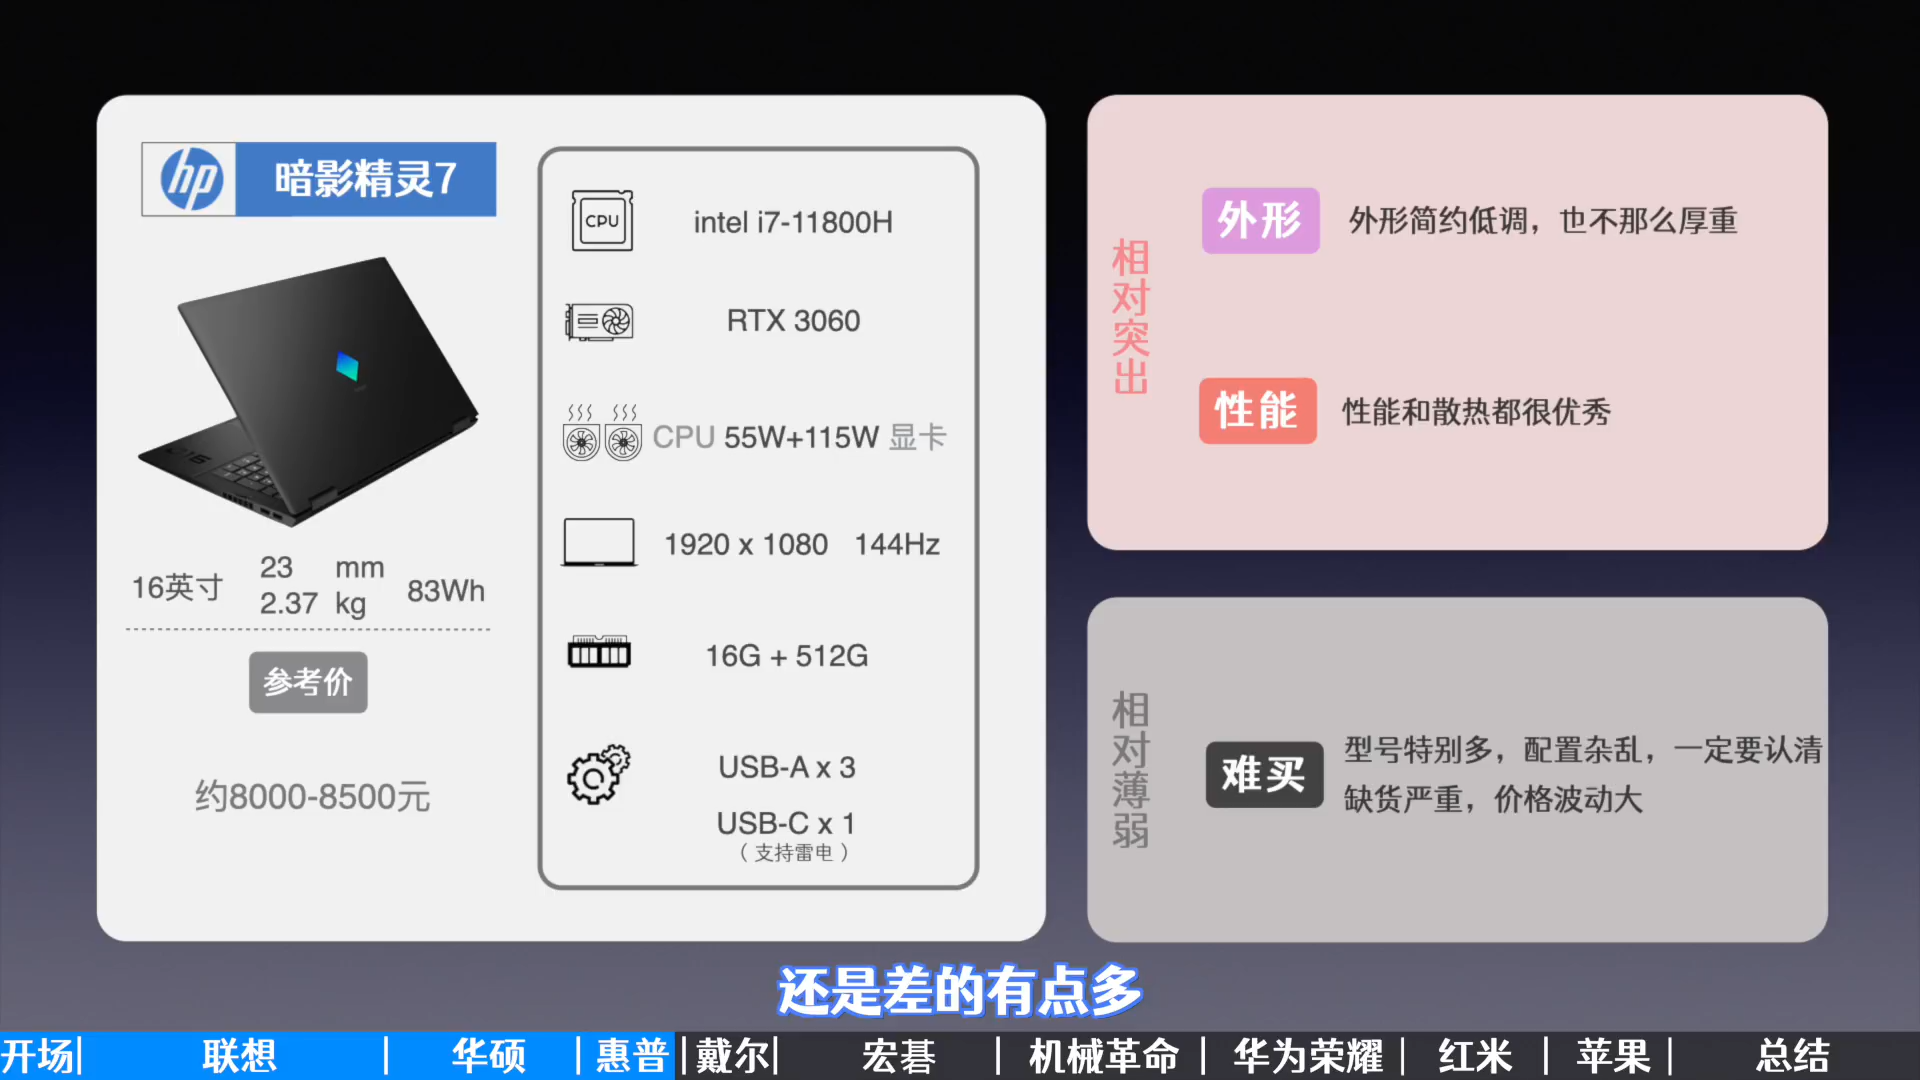 hp 暗影精灵7
16英寸
23 mm
2.37 kg
83Wh
参考价
约8000-8500元
CPU
intel i7-11800H
RTX 3060
CPU 55W+115W 显卡
1920 x 1080 144Hz
16G + 512G
USB-A x 3
USB-C x 1
（支持雷电）
相对突出
外形 外形简约低调，也不那么厚重
性能 性能和散热都很优秀
相对薄弱
难买
型号特别多，配置杂乱，一定要认清
缺货严重，价格波动大
还是差的有点多
开场| 联想 | 华硕 | 惠普 | 戴尔| 宏碁 | 机械革命 | 华为荣耀 | 红米 | 苹果 | 总结